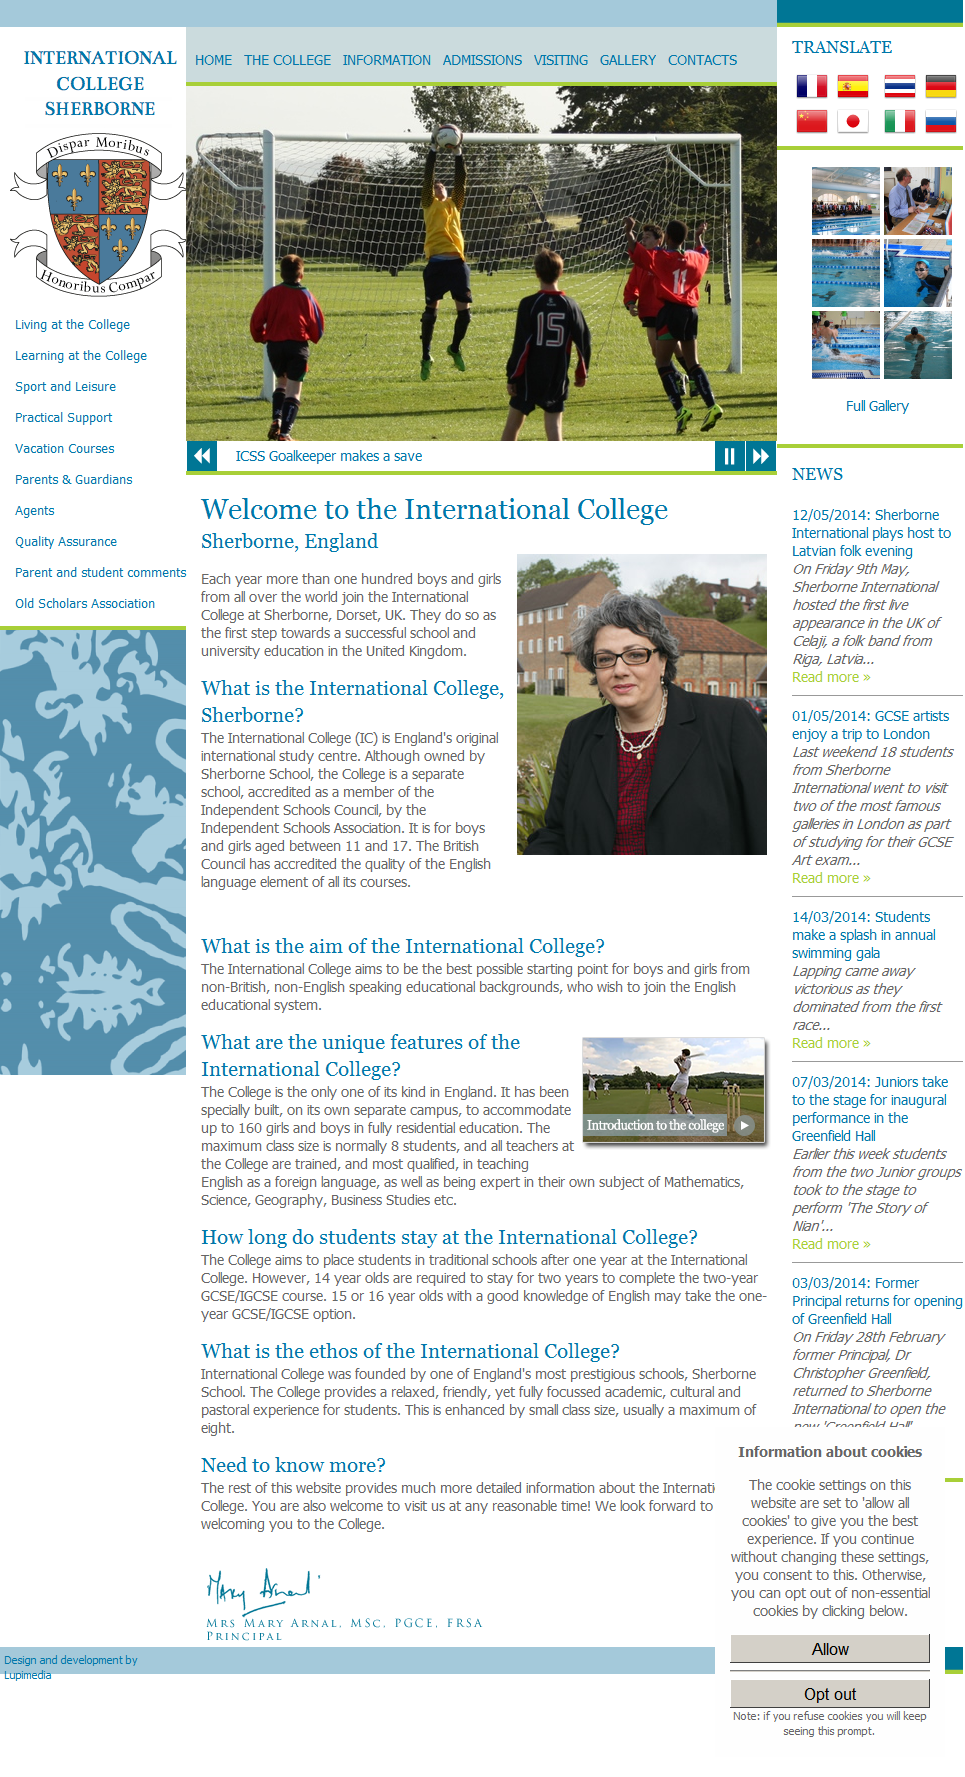 INTERNATIONAL
COLLEGE
SHERBORNE
Dispar Moribus
Honoribus Compar
Living at the College
Learning at the College
Sport and Leisure
Practical Support
Vacation Courses
Parents & Guardians
Agents
Quality Assurance
Parent and student comments
Old Scholars Association
HOME THE COLLEGE INFORMATION ADMISSIONS VISITING GALLERY CONTACTS
15
11
ICSS Goalkeeper makes a save
Welcome to the International College
Sherborne, England
Each year more than one hundred boys and girls
from all over the world join the International
College at Sherborne, Dorset, UK. They do so as
the first step towards a successful school and
university education in the United Kingdom.
What is the International College,
Sherborne?
The International College (IC) is England's original
international study centre. Although owned by
Sherborne School, the College is a separate
school, accredited as a member of the
Independent Schools Council, by the
Independent Schools Association. It is for boys
and girls aged between 11 and 17. The British
Council has accredited the quality of the English
language element of all its courses.
What is the aim of the International College?
The International College aims to be the best possible starting point for boys and girls from
non-British, non-English speaking educational backgrounds, who wish to join the English
educational system.
What are the unique features of the
International College?
The College is the only one of its kind in England. It has been
specially built, on its own separate campus, to accommodate
up to 160 girls and boys in fully residential education. The
maximum class size is normally 8 students, and all teachers at
the College are trained, and most qualified, in teaching
English as a foreign language, as well as being expert in their own subject of Mathematics,
Science, Geography, Business Studies etc.
Introduction to the college
How long do students stay at the International College?
The College aims to place students in traditional schools after one year at the International
College. However, 14 year olds are required to stay for two years to complete the two-year
GCSE/IGCSE course. 15 or 16 year olds with a good knowledge of English may take the one-
year GCSE/IGCSE option.
What is the ethos of the International College?
International College was founded by one of England's most prestigious schools, Sherborne
School. The College provides a relaxed, friendly, yet fully focussed academic, cultural and
pastoral experience for students. This is enhanced by small class size, usually a maximum of
eight.
Need to know more?
The rest of this website provides much more detailed information about the Internati
College. You are also welcome to visit us at any reasonable time! We look forward to
welcoming you to the College.
Mary Arnal
MRS MARY ARNAL, MSC, PGCE, FRSA
PRINCIPAL
TRANSLATE
Full Gallery
NEWS
12/05/2014: Sherborne
International plays host to
Latvian folk evening
On Friday 9th May,
Sherborne International
hosted the first live
appearance in the UK of
Celaji, a folk band from
Riga, Latvia...
Read more »
01/05/2014: GCSE artists
enjoy a trip to London
Last weekend 18 students
from Sherborne
International went to visit
two of the most famous
galleries in London as part
of studying for their GCSE
Art exam...
Read more »
14/03/2014: Students
make a splash in annual
swimming gala
Lapping came away
victorious as they
dominated from the first
race...
Read more »
07/03/2014: Juniors take
to the stage for inaugural
performance in the
Greenfield Hall
Earlier this week students
from the two Junior groups
took to the stage to
perform 'The Story of
Nian'...
Read more »
03/03/2014: Former
Principal returns for opening
of Greenfield Hall
On Friday 28th February
former Principal, Dr
Christopher Greenfield,
returned to Sherborne
International to open the
new 'Greenfield Hall'
Information about cookies
The cookie settings on this
website are set to 'allow all
cookies' to give you the best
experience. If you continue
without changing these settings,
you consent to this. Otherwise,
you can opt out of non-essential
cookies by clicking below.
Allow
Opt out
Note: if you refuse cookies you will keep
seeing this prompt.
Design and development by
Lupimedia